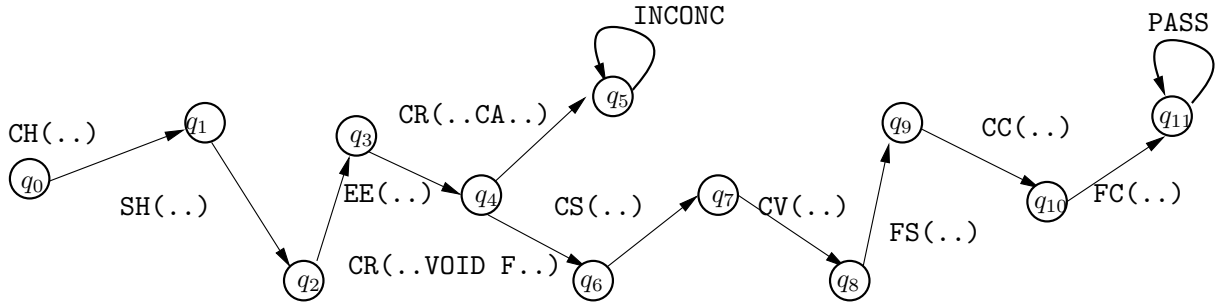 INCONC
PASS
CH(..)
q0
q1
SH(..)
q2
q3
EE(..)
CR(..CA..)
q4
q5
CR(..VOID F..)
q6
CS(..)
q7
CV(..)
q8
FS(..)
q9
CC(..)
q10
FC(..)
q11